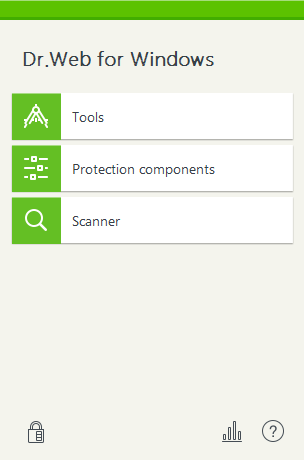 Dr.Web for Windows
Tools
Protection components
Scanner
?